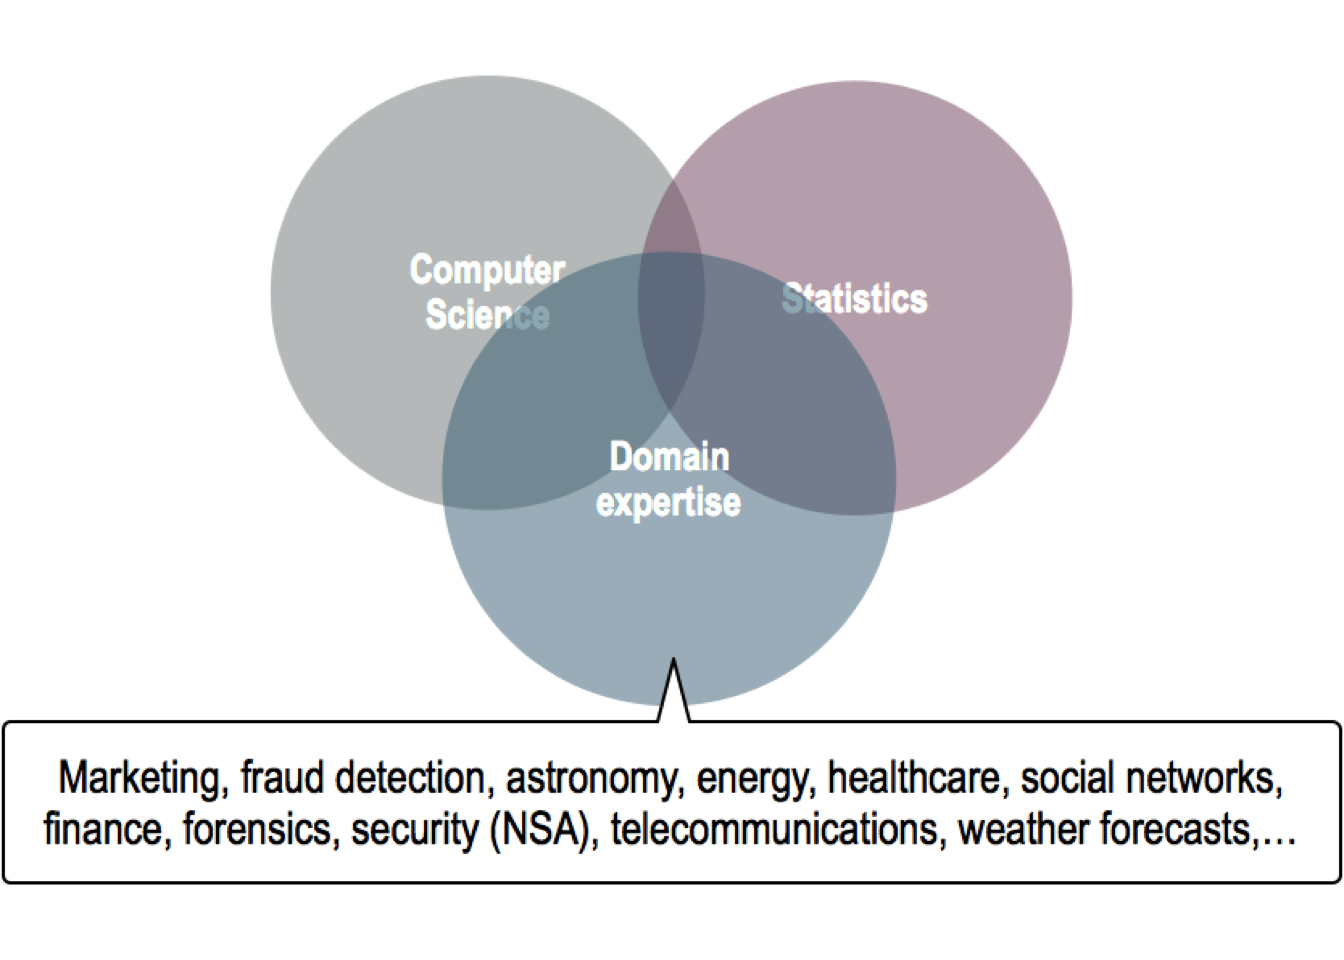 Computer
Science
Statistics
Domain
expertise
Marketing, fraud detection, astronomy, energy, healthcare, social networks,
finance, forensics, security (NSA), telecommunications, weather forecasts,…